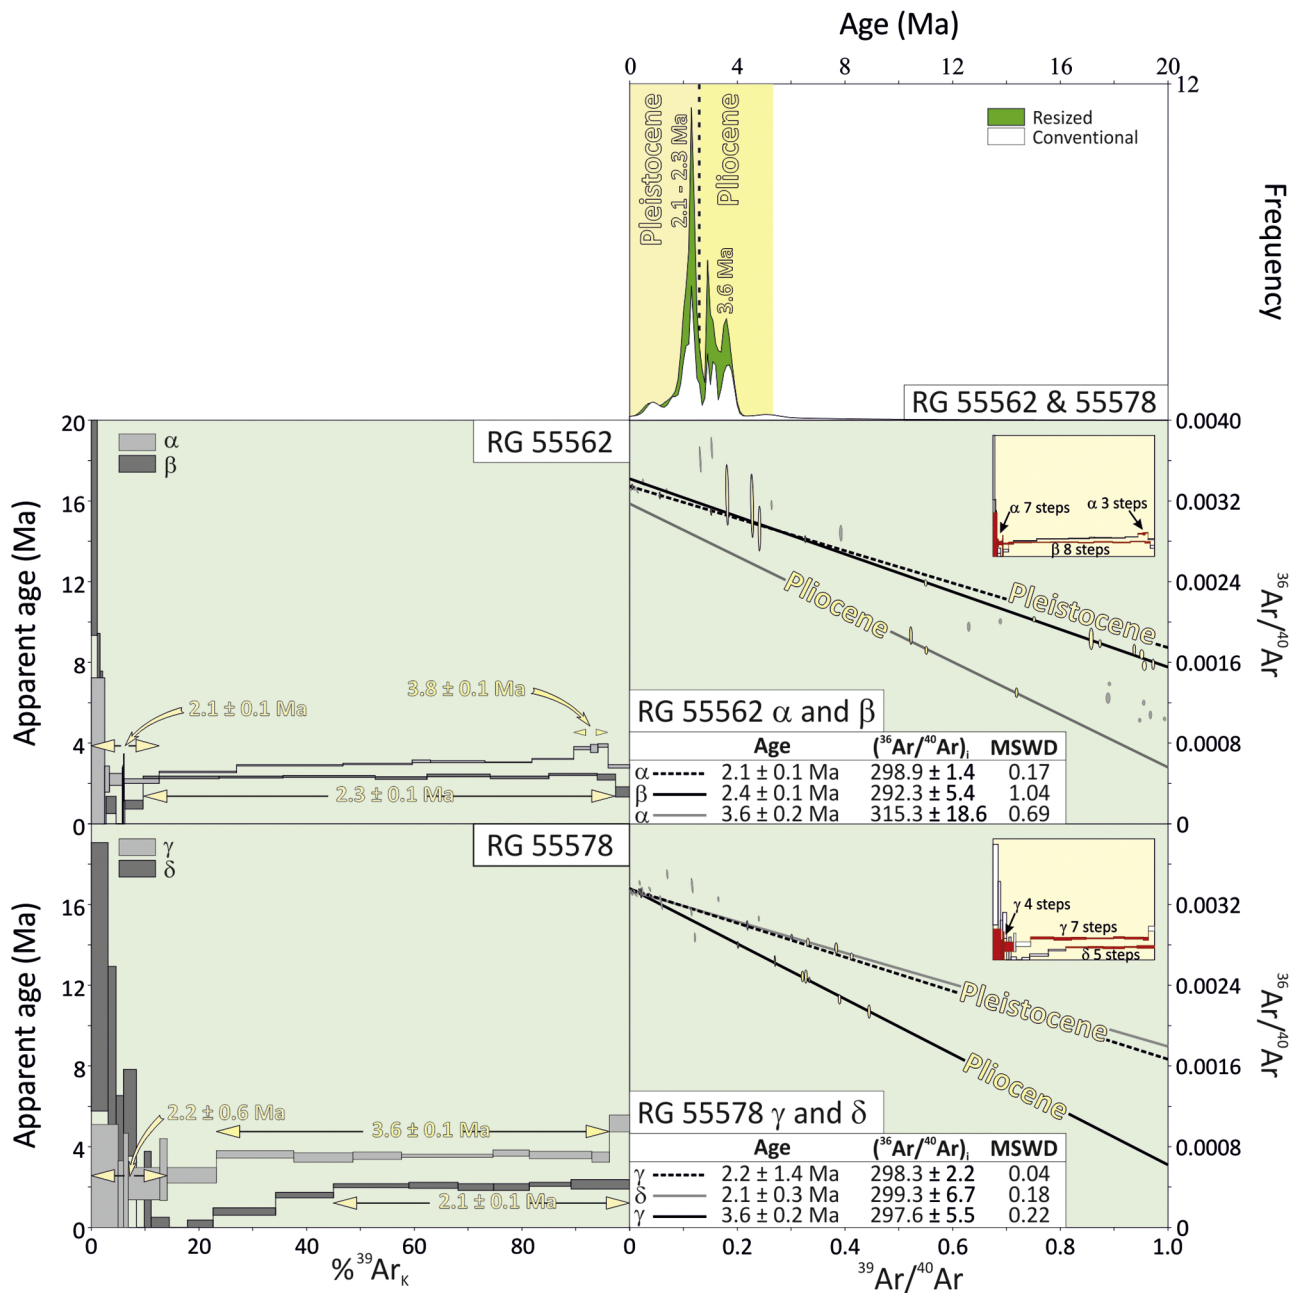 Age (Ma)
0 4 8 12 16 20
12
Pleistocene
2.1 - 2.3 Ma
Pliocene
3.6 Ma
Resized
Conventional
Frequency
RG 55562 & 55578
20
16
12
8
4
0
Apparent age (Ma)
α
β
RG 55562
2.1 ± 0.1 Ma
3.8 ± 0.1 Ma
2.3 ± 0.1 Ma
0.0040
0.0032
0.0024
0.0016
0.0008
0
³⁶Ar/⁴⁰Ar
α 7 steps
α 3 steps
β 8 steps
Pliocene
Pleistocene
RG 55562 α and β
Age (³⁶Ar/⁴⁰Ar)ᵢ MSWD
α 2.1 ± 0.1 Ma 298.9 ± 1.4 0.17
β 2.4 ± 0.1 Ma 292.3 ± 5.4 1.04
α 3.6 ± 0.2 Ma 315.3 ± 18.6 0.69
16
12
8
4
0
Apparent age (Ma)
γ
δ
RG 55578
2.2 ± 0.6 Ma
3.6 ± 0.1 Ma
2.1 ± 0.1 Ma
0 20 40 60 80
%³⁹Ar_K
0.0032
0.0024
0.0016
0.0008
0
³⁶Ar/⁴⁰Ar
γ 4 steps
γ 7 steps
δ 5 steps
Pleistocene
Pliocene
RG 55578 γ and δ
Age (³⁶Ar/⁴⁰Ar)ᵢ MSWD
γ 2.2 ± 1.4 Ma 298.3 ± 2.2 0.04
δ 2.1 ± 0.3 Ma 299.3 ± 6.7 0.18
γ 3.6 ± 0.2 Ma 297.6 ± 5.5 0.22
0 0.2 0.4 0.6 0.8 1.0
³⁹Ar/⁴⁰Ar